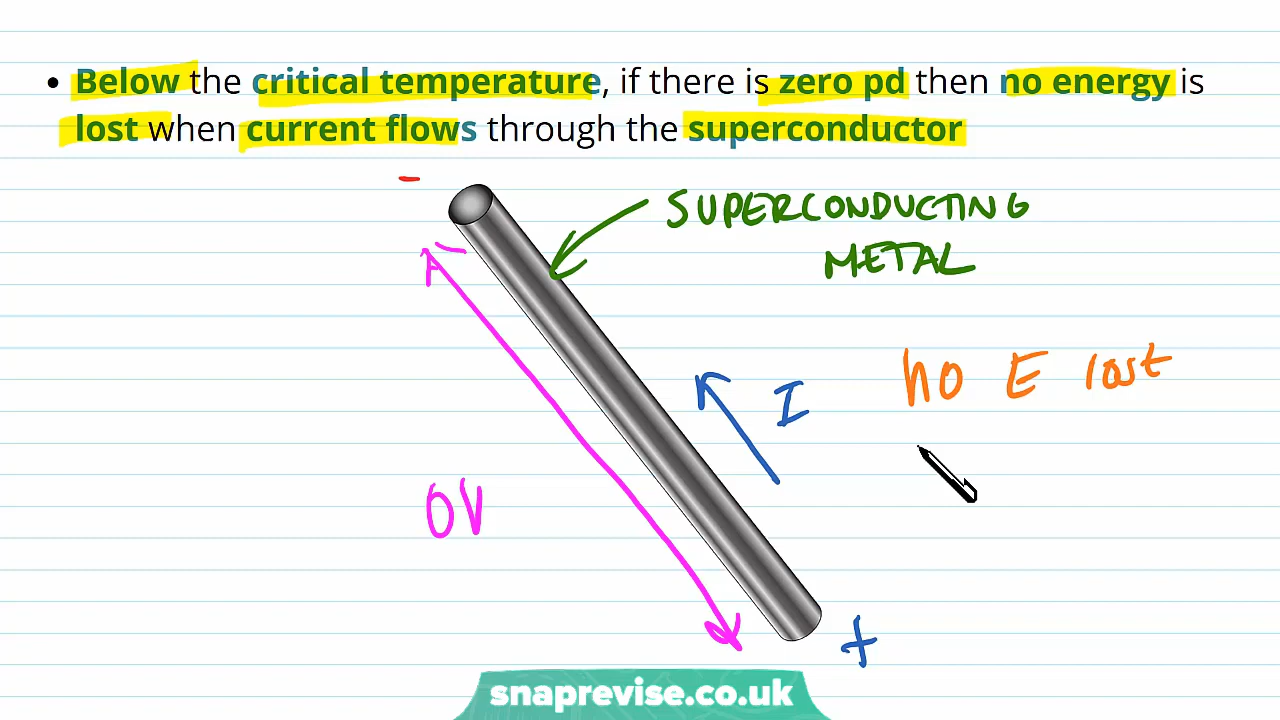 • Below the critical temperature, if there is zero pd then no energy is
lost when current flows through the superconductor
-
SUPERCONDUCTING
METAL
no E lost
I
0V
+
snaprevise.co.uk